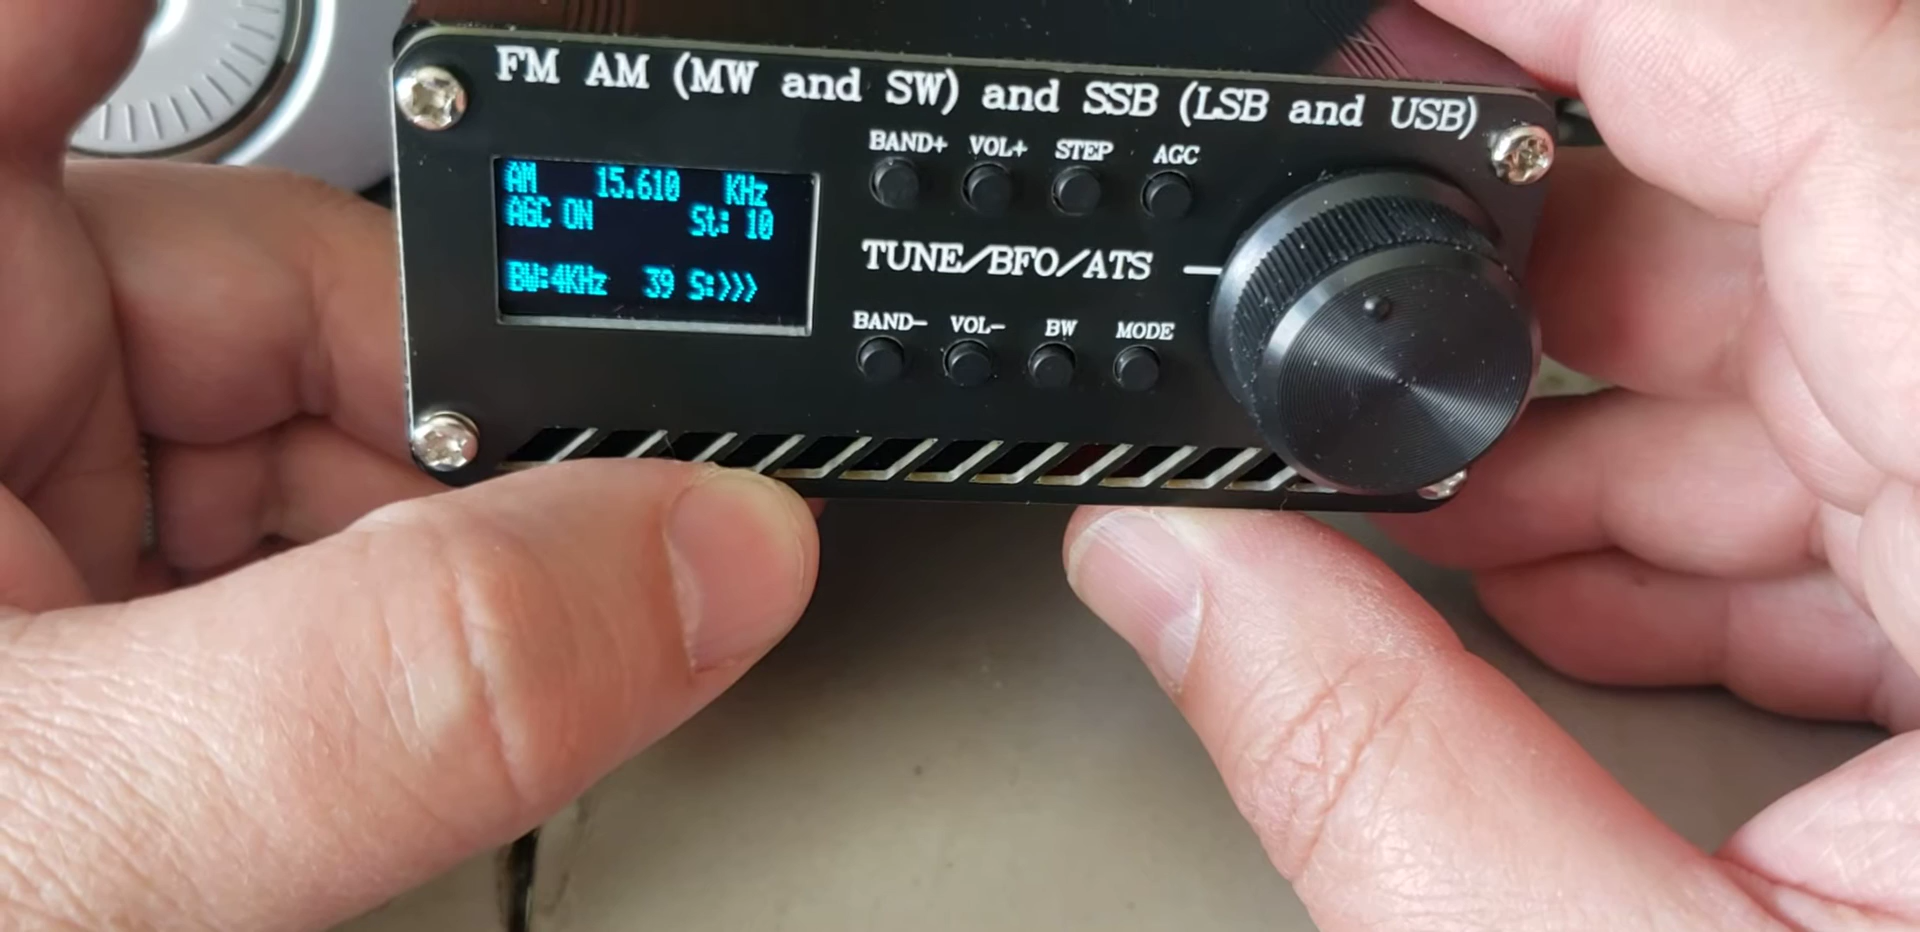 FM AM (MW and SW) and SSB (LSB and USB)
BAND+ VOL+ STEP AGC
AM 15.610 KHz
AGC ON St: 10
BW:4KHz 39 S:>>>
TUNE/BFO/ATS
BAND- VOL- BW MODE